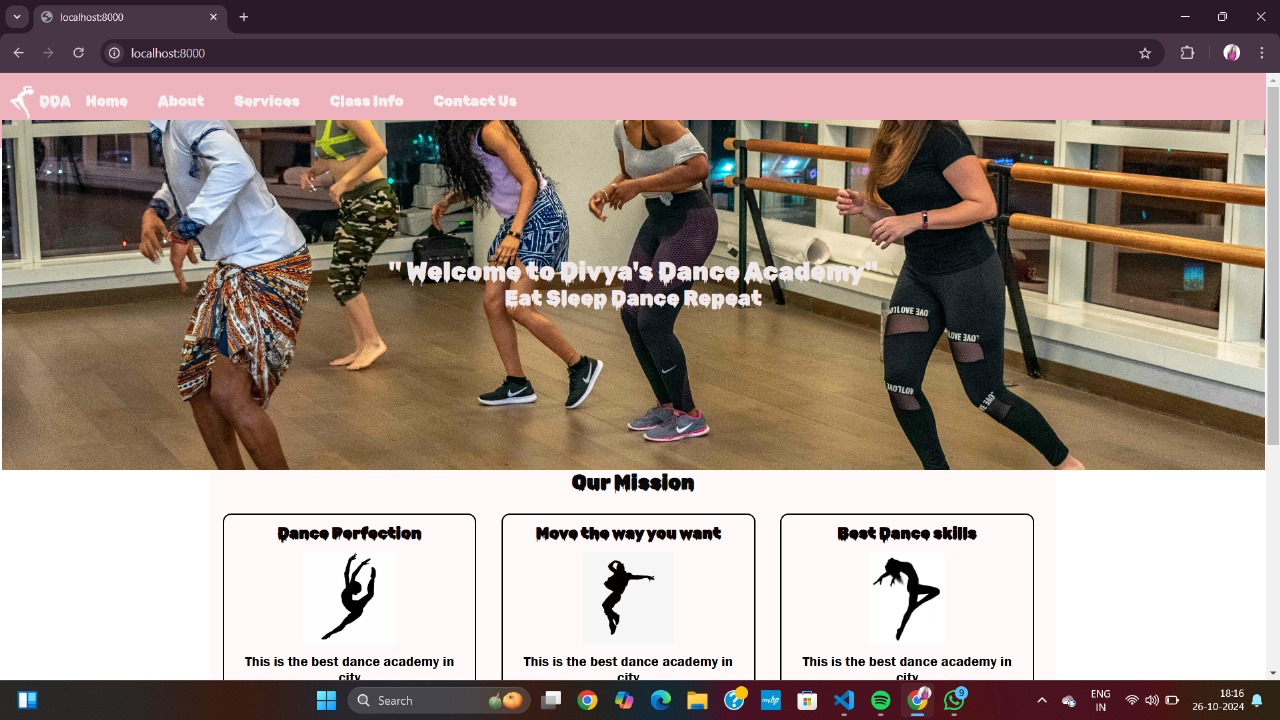 localhost:8000
localhost:8000
DDA Home About Services Class Info Contact Us
" Welcome to Divya's Dance Academy"
Eat Sleep Dance Repeat
Our Mission
Dance Perfection
Move the way you want
Best Dance skills
This is the best dance academy in
city
This is the best dance academy in
city
This is the best dance academy in
city
Search
9
ENG
IN
18:16
26-10-2024